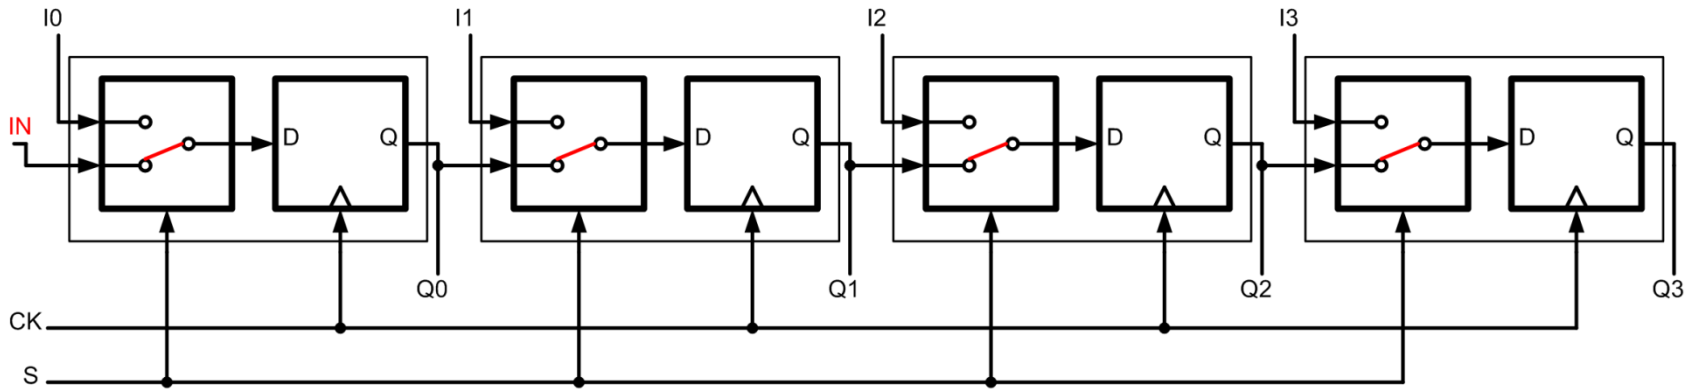 I0 I1 I2 I3
IN D Q D Q D Q D Q
Q0 Q1 Q2 Q3
CK
S